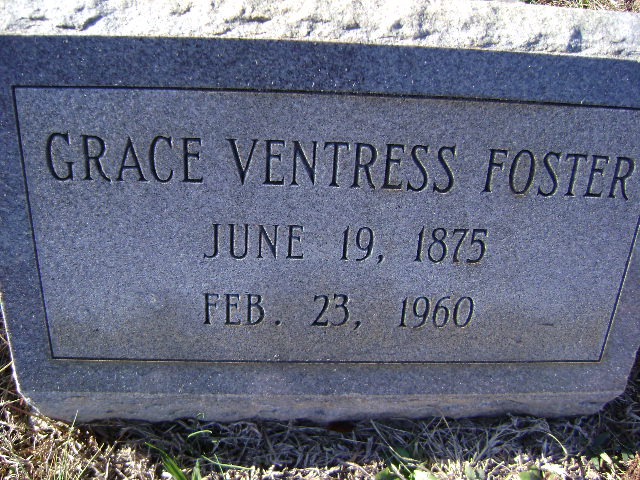 GRACE VENTRESS FOSTER
JUNE 19, 1875
FEB. 23, 1960